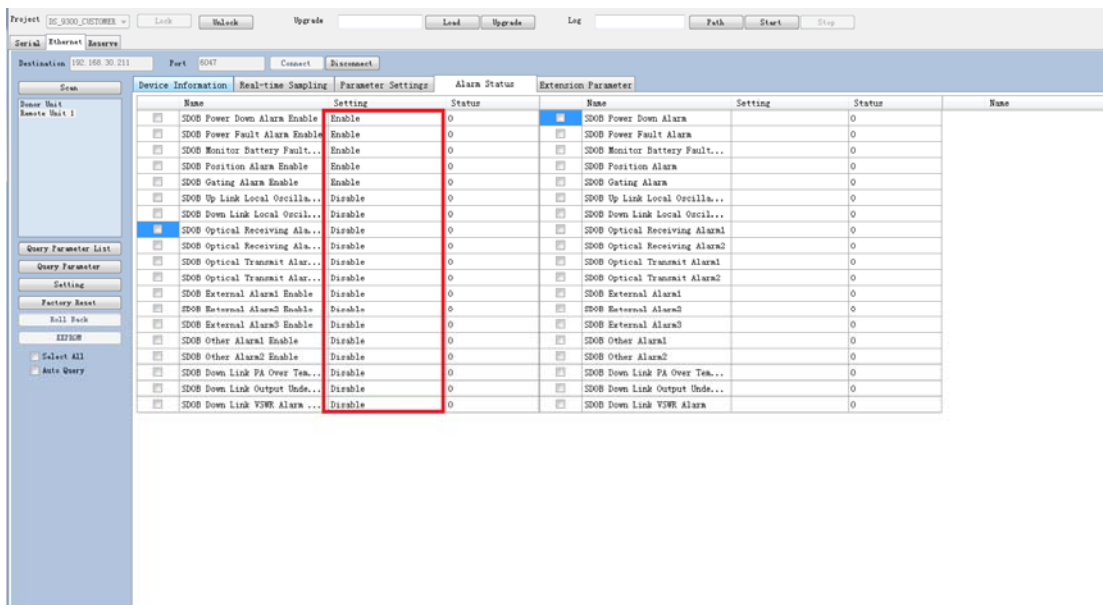 Project DS_9300_CUSTOMER Lock Unlock Upgrade Load Upgrade Log Path Start Stop
Serial Ethernet Reserve
Destination 192.168.30.211 Port 6047 Connect Disconnect
Scan Device Information Real-time Sampling Parameter Settings Alarm Status Extension Parameter
Donor Unit
Remote Unit 1
Query Parameter List
Query Parameter
Setting
Factory Reset
Roll Back
EEPROM
Select All
Auto Query
Name Setting Status Name Setting Status Name
SDOB Power Down Alarm Enable Enable 0 SDOB Power Down Alarm 0
SDOB Power Fault Alarm Enable Enable 0 SDOB Power Fault Alarm 0
SDOB Monitor Battery Fault... Enable 0 SDOB Monitor Battery Fault... 0
SDOB Position Alarm Enable Enable 0 SDOB Position Alarm 0
SDOB Gating Alarm Enable Enable 0 SDOB Gating Alarm 0
SDOB Up Link Local Oscilla... Disable 0 SDOB Up Link Local Oscilla... 0
SDOB Down Link Local Oscil... Disable 0 SDOB Down Link Local Oscil... 0
SDOB Optical Receiving Ala... Disable 0 SDOB Optical Receiving Alarm1 0
SDOB Optical Receiving Ala... Disable 0 SDOB Optical Receiving Alarm2 0
SDOB Optical Transmit Alar... Disable 0 SDOB Optical Transmit Alarm1 0
SDOB Optical Transmit Alar... Disable 0 SDOB Optical Transmit Alarm2 0
SDOB External Alarm1 Enable Disable 0 SDOB External Alarm1 0
SDOB External Alarm2 Enable Disable 0 SDOB External Alarm2 0
SDOB External Alarm3 Enable Disable 0 SDOB External Alarm3 0
SDOB Other Alarm1 Enable Disable 0 SDOB Other Alarm1 0
SDOB Other Alarm2 Enable Disable 0 SDOB Other Alarm2 0
SDOB Down Link PA Over Tem... Disable 0 SDOB Down Link PA Over Tem... 0
SDOB Down Link Output Unde... Disable 0 SDOB Down Link Output Unde... 0
SDOB Down Link VSWR Alarm ... Disable 0 SDOB Down Link VSWR Alarm 0